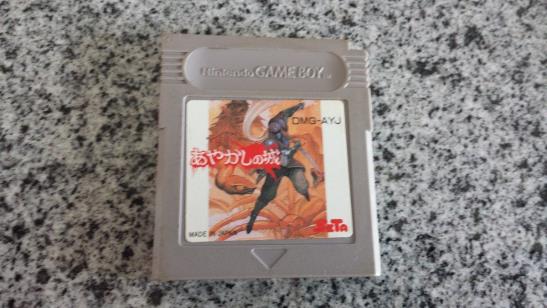 Nintendo GAME BOY
DMG-AYJ
あやかしの城
SETA
MADE IN JAPAN